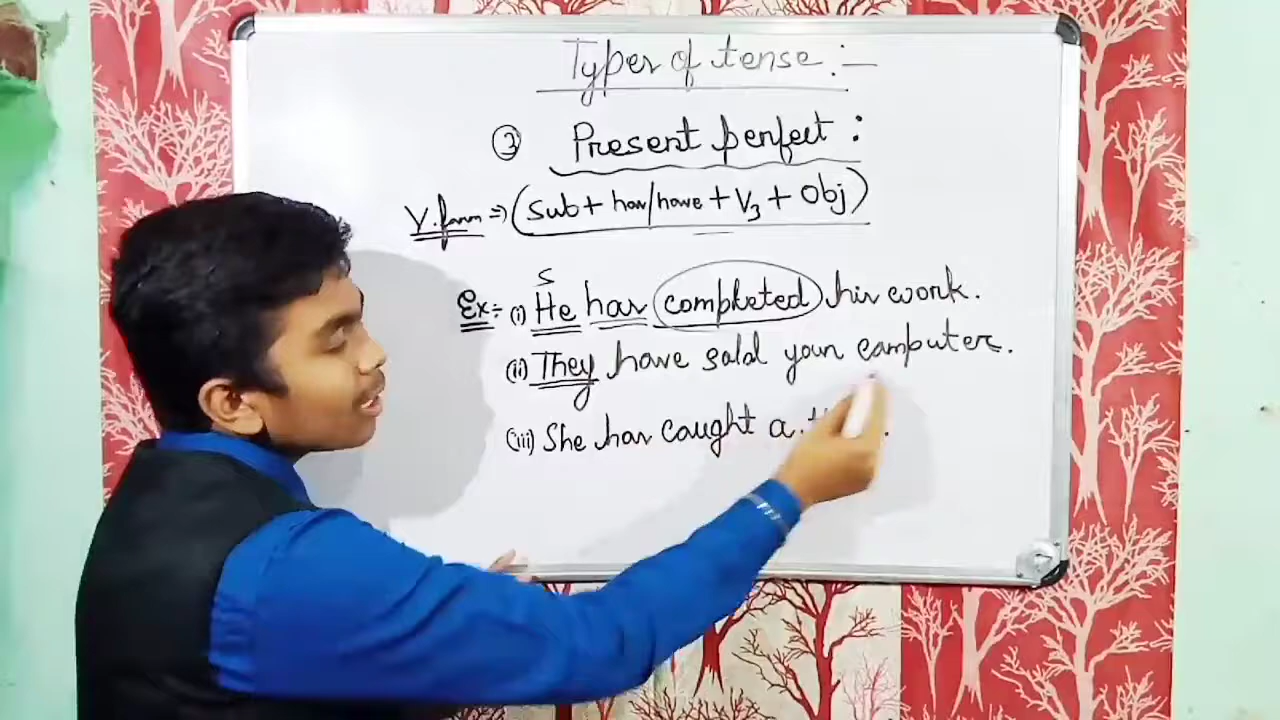 Types of tense :-
③ Present perfect :
V.form ⇒ (Sub + has/have + V₃ + Obj)
S
Ex:- (i) He has completed his work.
(ii) They have sold your computer.
(iii) She has caught a